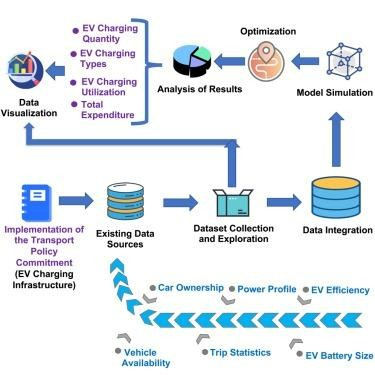 EV Charging
Quantity
EV Charging
Types
EV Charging
Utilization
Total
Expenditure
Optimization
Data
Visualization
Analysis of Results
Model Simulation
Implementation of
the Transport
Policy
Commitment
(EV Charging
Infrastructure)
Existing Data
Sources
Dataset Collection
and Exploration
Data Integration
Car Ownership
Power Profile
EV Efficiency
Vehicle
Availability
Trip Statistics
EV Battery Size